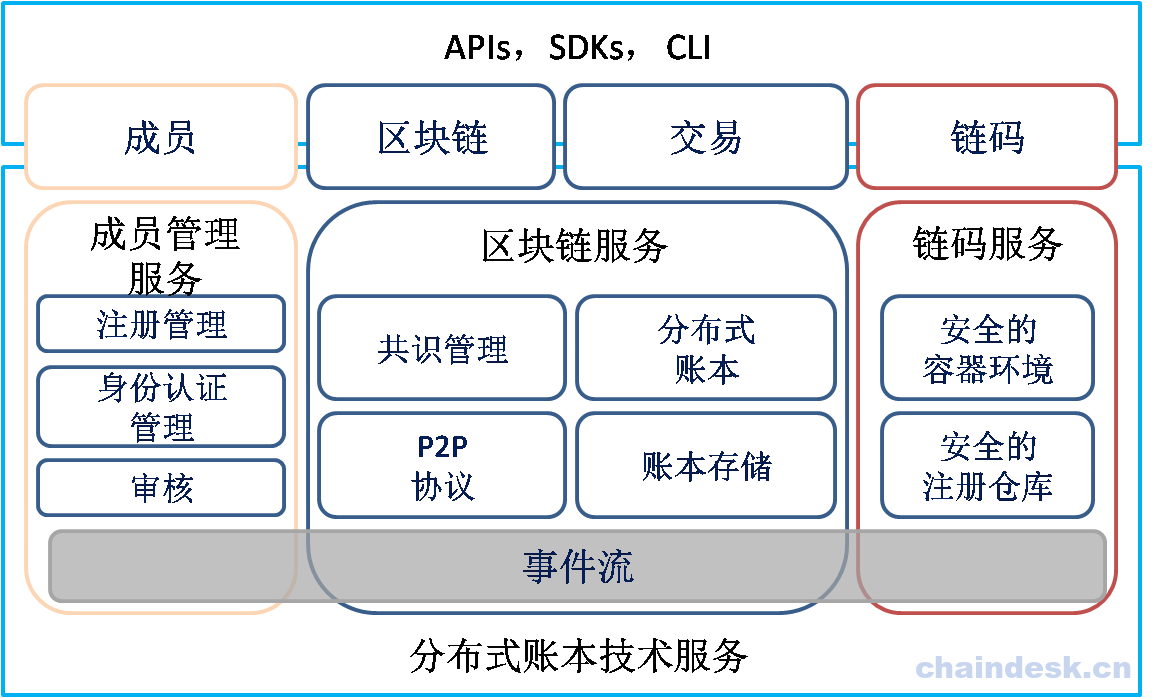 APIs，SDKs， CLI
成员
区块链
交易
链码
成员管理
服务
注册管理
身份认证
管理
审核
区块链服务
共识管理
分布式
账本
P2P
协议
账本存储
链码服务
安全的
容器环境
安全的
注册仓库
事件流
分布式账本技术服务
chaindesk.cn